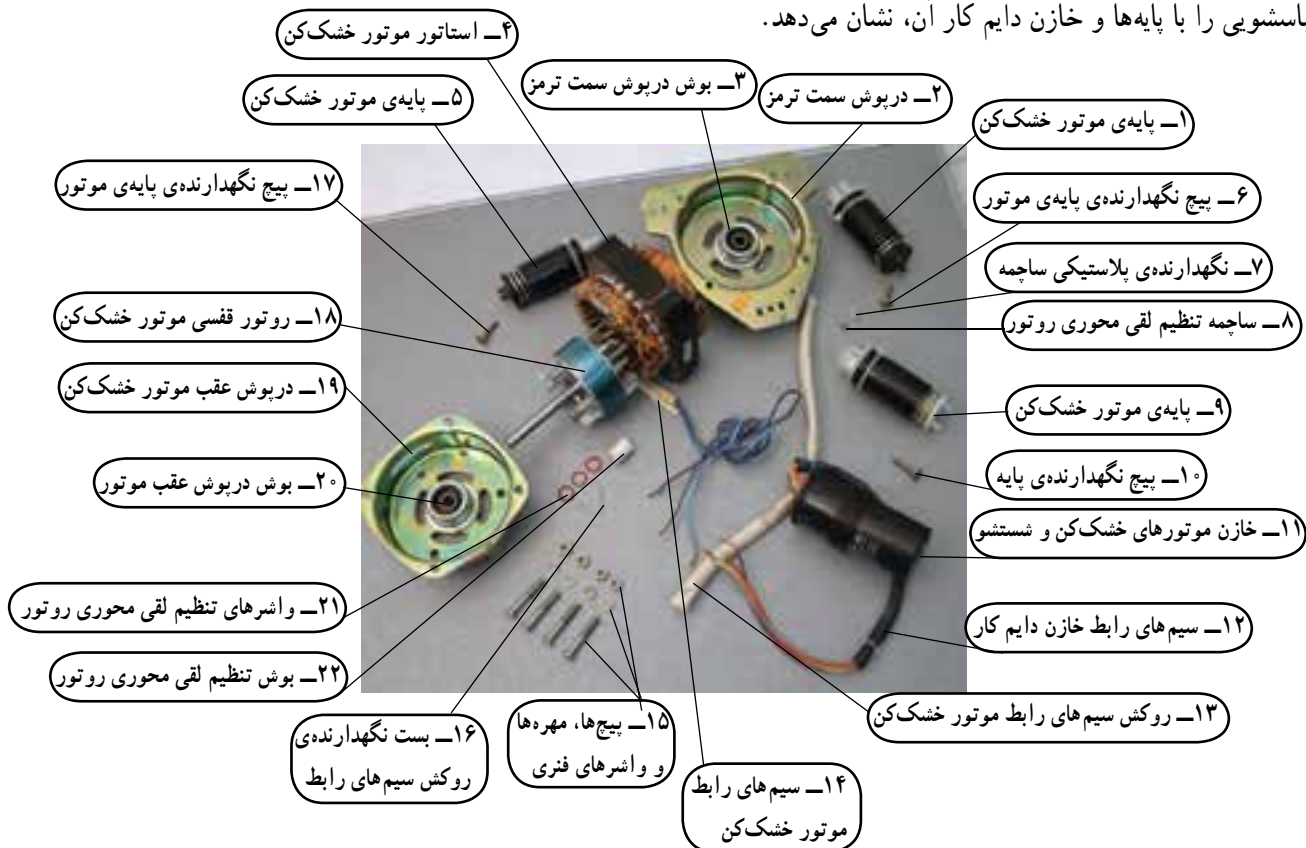 باسشویی را با پایه‌ها و خازن دایم کار آن، نشان می‌دهد.
۴ــ استاتور موتور خشک‌کن
۳ــ بوش درپوش سمت ترمز
۲ــ درپوش سمت ترمز
۵ــ پایه‌ی موتور خشک‌کن
۱ــ پایه‌ی موتور خشک‌کن
۱۷ــ پیچ نگهدارنده‌ی پایه‌ی موتور
۶ــ پیچ نگهدارنده‌ی پایه‌ی موتور
۷ــ نگهدارنده‌ی پلاستیکی ساچمه
۱۸ــ روتور قفسی موتور خشک‌کن
۸ــ ساچمه تنظیم لقی محوری روتور
۱۹ــ درپوش عقب موتور خشک‌کن
۹ــ پایه‌ی موتور خشک‌کن
۲۰ــ بوش درپوش عقب موتور
۱۰ــ پیچ نگهدارنده‌ی پایه
۱۱ــ خازن موتورهای خشک‌کن و شستشو
۲۱ــ واشرهای تنظیم لقی محوری روتور
۱۲ــ سیم‌های رابط خازن دایم کار
۲۲ــ بوش تنظیم لقی محوری روتور
۱۳ــ روکش سیم‌های رابط موتور خشک‌کن
۱۶ــ بست نگهدارنده‌ی
روکش سیم‌های رابط
۱۵ــ پیچ‌ها، مهره‌ها
و واشرهای فنری
۱۴ــ سیم‌های رابط
موتور خشک‌کن